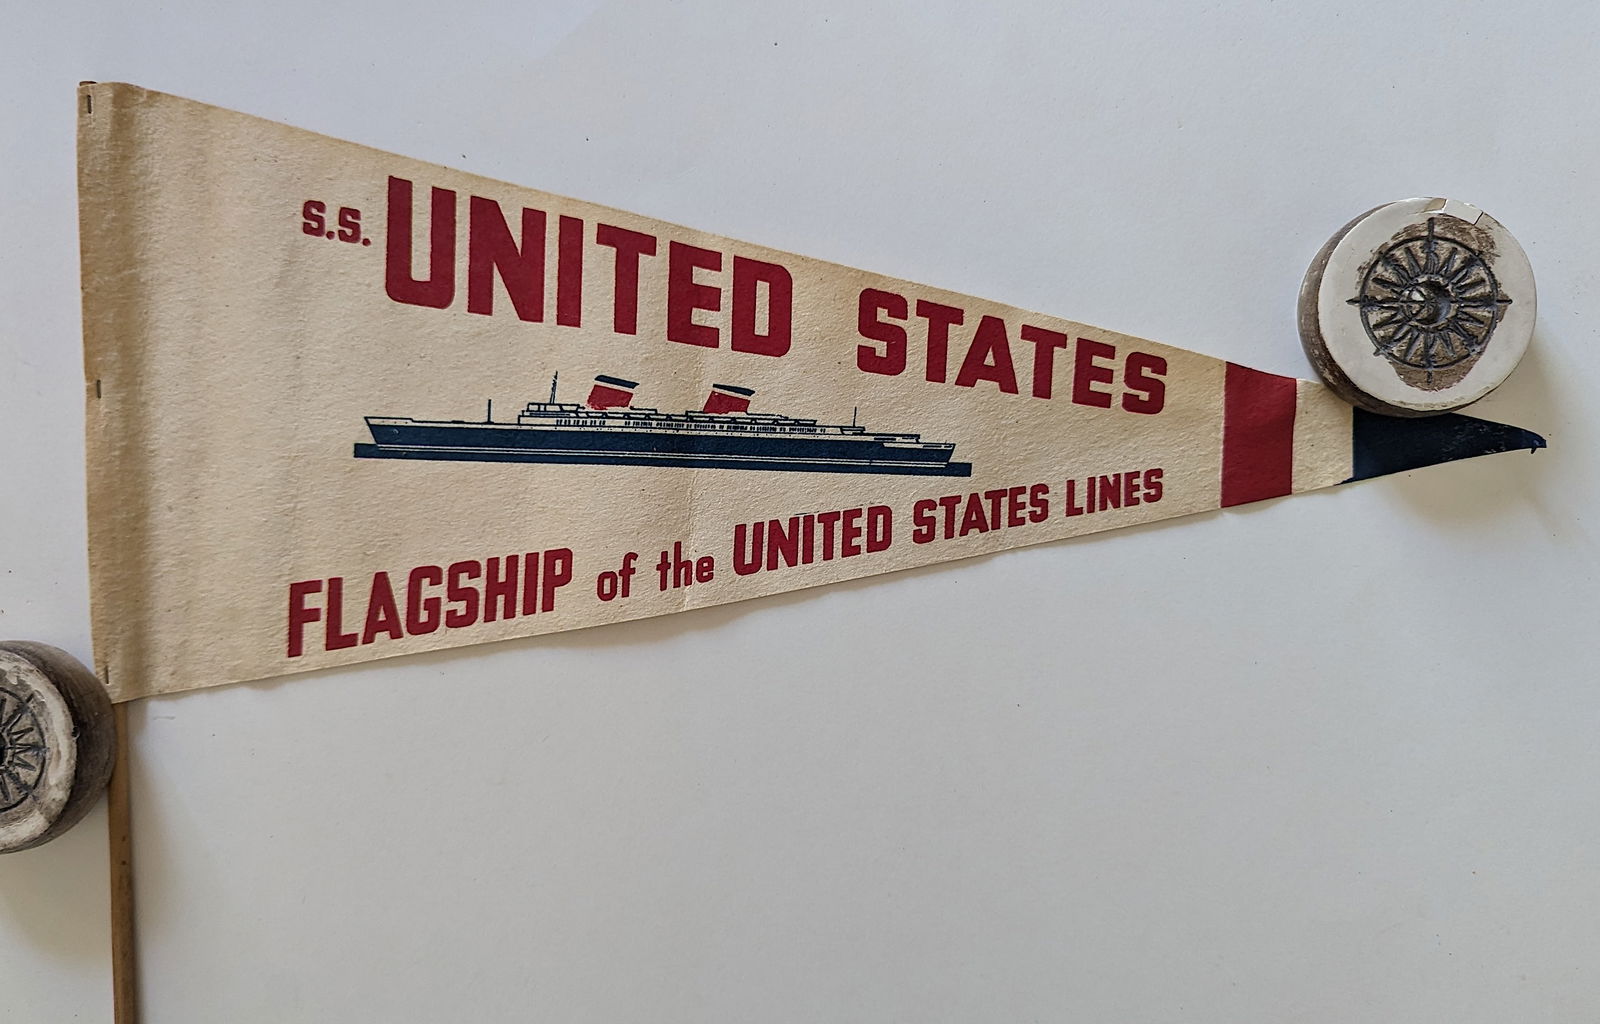 S.S. UNITED STATES
FLAGSHIP of the UNITED STATES LINES